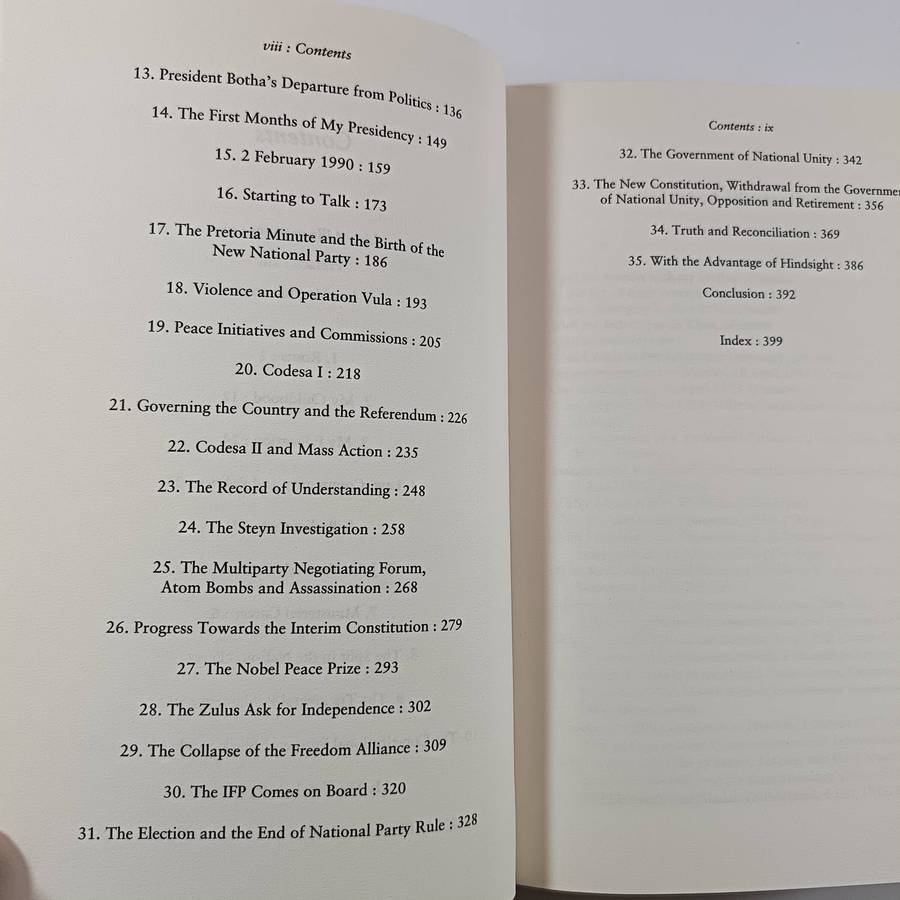 viii : Contents
13. President Botha's Departure from Politics : 136
14. The First Months of My Presidency : 149
15. 2 February 1990 : 159
16. Starting to Talk : 173
17. The Pretoria Minute and the Birth of the
New National Party : 186
18. Violence and Operation Vula : 193
19. Peace Initiatives and Commissions : 205
20. Codesa I : 218
21. Governing the Country and the Referendum : 226
22. Codesa II and Mass Action : 235
23. The Record of Understanding : 248
24. The Steyn Investigation : 258
25. The Multiparty Negotiating Forum,
Atom Bombs and Assassination : 268
26. Progress Towards the Interim Constitution : 279
27. The Nobel Peace Prize : 293
28. The Zulus Ask for Independence : 302
29. The Collapse of the Freedom Alliance : 309
30. The IFP Comes on Board : 320
31. The Election and the End of National Party Rule : 328
Contents : ix
32. The Government of National Unity : 342
33. The New Constitution, Withdrawal from the Governme
of National Unity, Opposition and Retirement : 356
34. Truth and Reconciliation : 369
35. With the Advantage of Hindsight : 386
Conclusion : 392
Index : 399